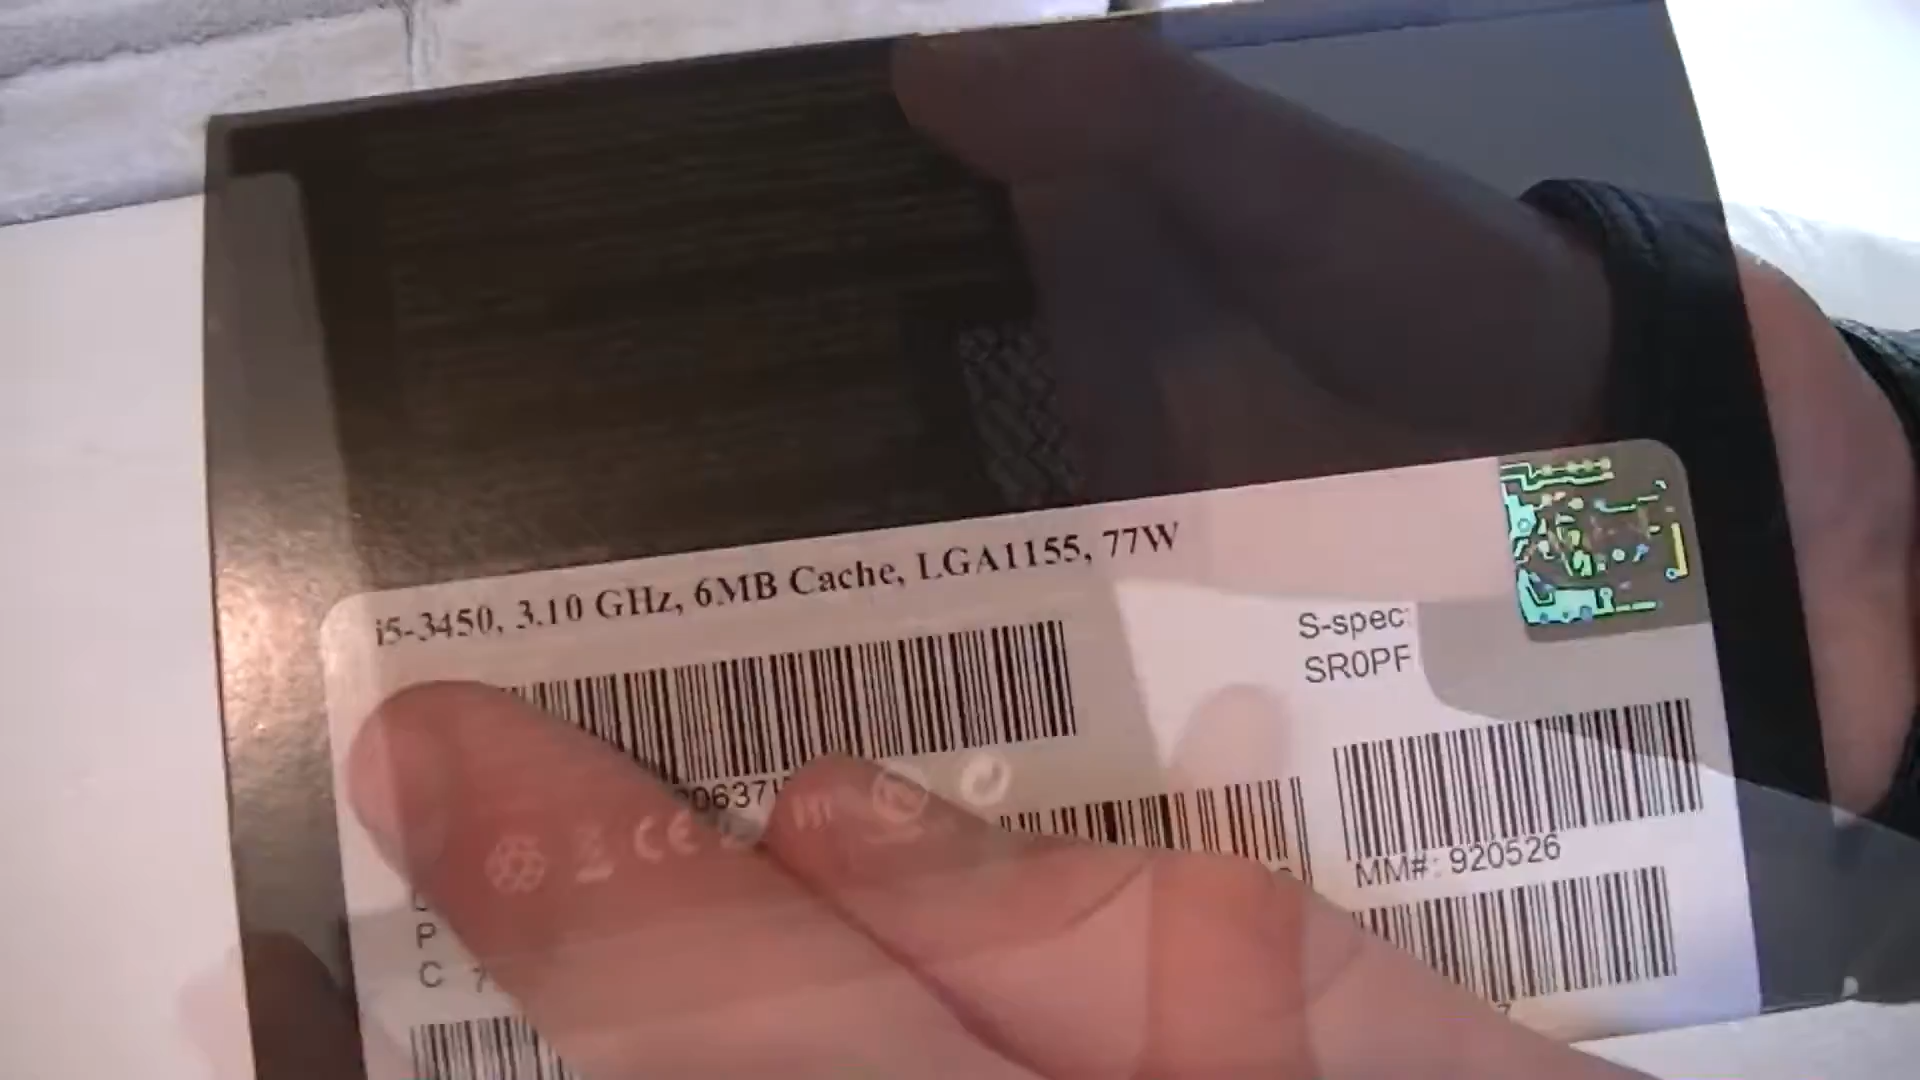 i5-3450, 3.10 GHz, 6MB Cache, LGA1155, 77W
S-spec:
SR0PF
MM#: 920526
P
C